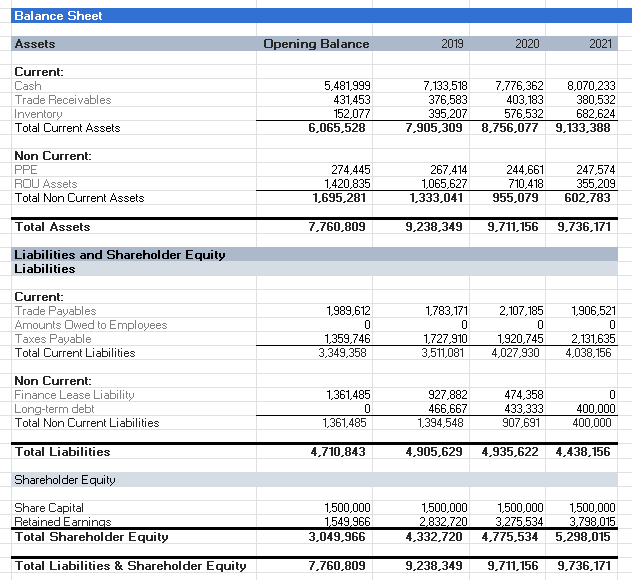 Balance Sheet
Assets Opening Balance 2019 2020 2021
Current:
Cash 5,481,999 7,133,518 7,776,362 8,070,233
Trade Receivables 431,453 376,583 403,183 380,532
Inventory 152,077 395,207 576,532 682,624
Total Current Assets 6,065,528 7,905,309 8,756,077 9,133,388
Non Current:
PPE 274,445 267,414 244,661 247,574
ROU Assets 1,420,835 1,065,627 710,418 355,209
Total Non Current Assets 1,695,281 1,333,041 955,079 602,783
Total Assets 7,760,809 9,238,349 9,711,156 9,736,171
Liabilities and Shareholder Equity
Liabilities
Current:
Trade Payables 1,989,612 1,783,171 2,107,185 1,906,521
Amounts Owed to Employees 0 0 0 0
Taxes Payable 1,359,746 1,727,910 1,920,745 2,131,635
Total Current Liabilities 3,349,358 3,511,081 4,027,930 4,038,156
Non Current:
Finance Lease Liability 1,361,485 927,882 474,358 0
Long-term debt 0 466,667 433,333 400,000
Total Non Current Liabilities 1,361,485 1,394,548 907,691 400,000
Total Liabilities 4,710,843 4,905,629 4,935,622 4,438,156
Shareholder Equity
Share Capital 1,500,000 1,500,000 1,500,000 1,500,000
Retained Earnings 1,549,966 2,832,720 3,275,534 3,798,015
Total Shareholder Equity 3,049,966 4,332,720 4,775,534 5,298,015
Total Liabilities & Shareholder Equity 7,760,809 9,238,349 9,711,156 9,736,171